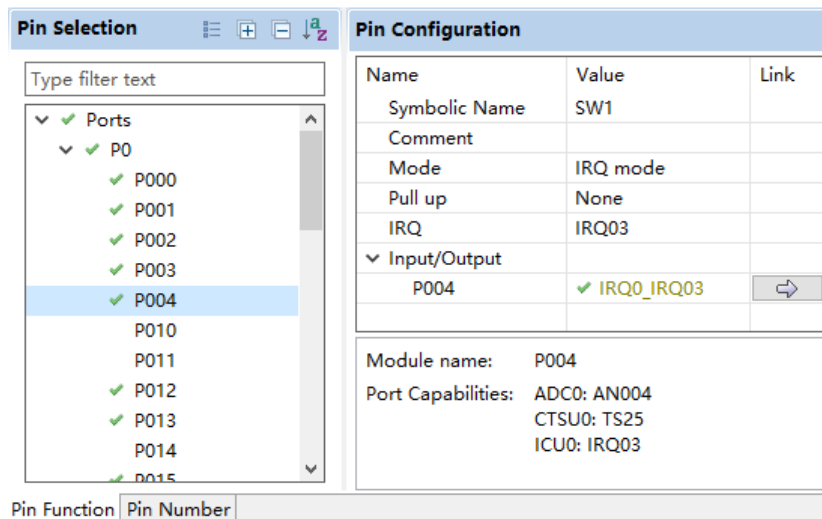 Pin Selection
Type filter text
Ports
P0
P000
P001
P002
P003
P004
P010
P011
P012
P013
P014
P015
Pin Function Pin Number
Pin Configuration
Name Value Link
Symbolic Name SW1
Comment
Mode IRQ mode
Pull up None
IRQ IRQ03
Input/Output
P004 IRQ0_IRQ03
Module name: P004
Port Capabilities: ADC0: AN004
CTSU0: TS25
ICU0: IRQ03